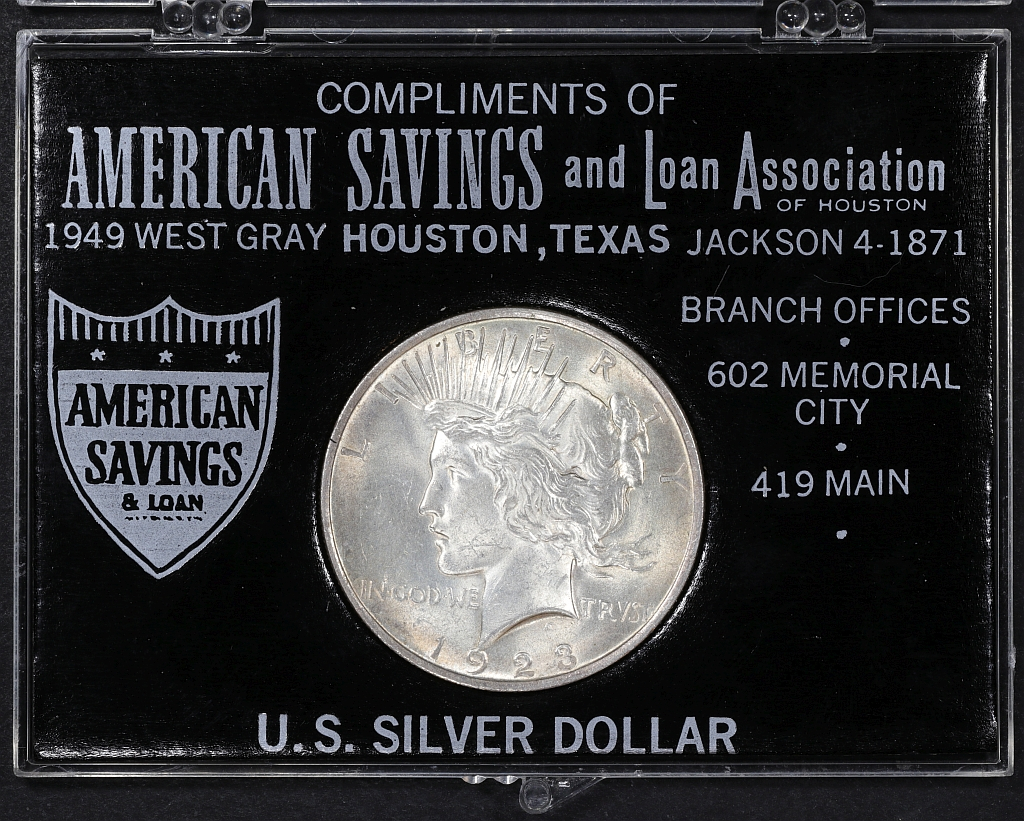 COMPLIMENTS OF
AMERICAN SAVINGS and Loan Association
OF HOUSTON
1949 WEST GRAY HOUSTON, TEXAS JACKSON 4-1871
BRANCH OFFICES
602 MEMORIAL
CITY
419 MAIN
AMERICAN
SAVINGS
& LOAN
LIBERTY
IN GOD WE TRVST
1923
U.S. SILVER DOLLAR